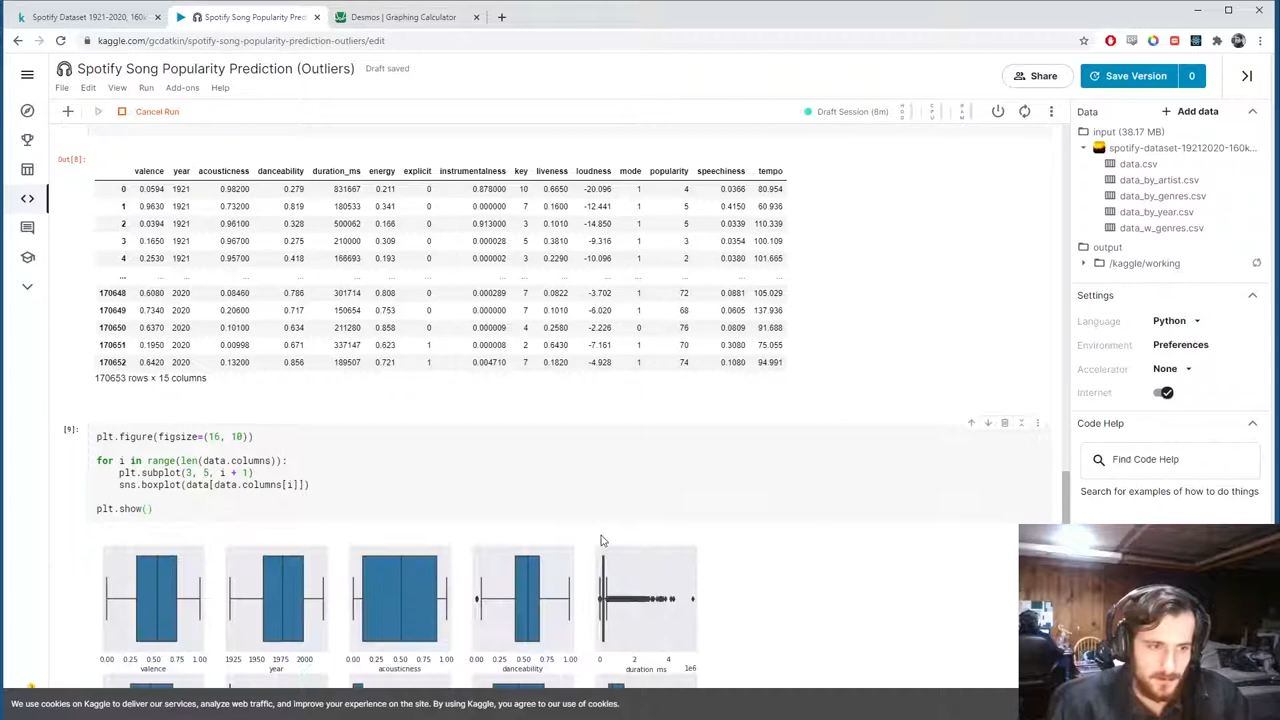 Spotify Dataset 1921-2020, 160k
Spotify Song Popularity Pred
Desmos | Graphing Calculator
kaggle.com/gcdatkin/spotify-song-popularity-prediction-outliers/edit
Spotify Song Popularity Prediction (Outliers) Draft saved
Share Save Version 0
File Edit View Run Add-ons Help
Cancel Run Draft Session (8m)
Out[8]:
valence year acousticness danceability duration_ms energy explicit instrumentalness key liveness loudness mode popularity speechiness tempo
0 0.0594 1921 0.98200 0.279 831667 0.211 0 0.878000 10 0.6650 -20.096 1 4 0.0366 80.954
1 0.9630 1921 0.73200 0.819 180533 0.341 0 0.000000 7 0.1600 -12.441 1 5 0.4150 60.936
2 0.0394 1921 0.96100 0.328 500062 0.166 0 0.913000 3 0.1010 -14.850 1 5 0.0339 110.339
3 0.1650 1921 0.96700 0.275 210000 0.309 0 0.000028 5 0.3810 -9.316 1 3 0.0354 100.109
4 0.2530 1921 0.95700 0.418 166693 0.193 0 0.000002 3 0.2290 -10.096 1 2 0.0380 101.665
... ... ... ... ... ... ... ... ... ... ... ... ... ... ... ...
170648 0.6080 2020 0.08460 0.786 301714 0.808 0 0.000289 7 0.0822 -3.702 1 72 0.0881 105.029
170649 0.7340 2020 0.20600 0.717 150654 0.753 0 0.000000 7 0.1010 -6.020 1 68 0.0605 137.936
170650 0.6370 2020 0.10100 0.634 211280 0.858 0 0.000009 4 0.2580 -2.226 0 76 0.0809 91.688
170651 0.1950 2020 0.00998 0.671 337147 0.623 1 0.000008 2 0.6430 -7.161 1 70 0.3080 75.055
170652 0.6420 2020 0.13200 0.856 189507 0.721 1 0.004710 7 0.1820 -4.928 1 74 0.1080 94.991
170653 rows × 15 columns
[9]:
plt.figure(figsize=(16, 10))
for i in range(len(data.columns)):
plt.subplot(3, 5, i + 1)
sns.boxplot(data[data.columns[i]])
plt.show()
0.00 0.25 0.50 0.75 1.00
valence
1925 1950 1975 2000
year
0.00 0.25 0.50 0.75 1.00
acousticness
0.00 0.25 0.50 0.75 1.00
danceability
0 2 4
duration_ms 1e6
Data Add data
input (38.17 MB)
spotify-dataset-19212020-160k...
data.csv
data_by_artist.csv
data_by_genres.csv
data_by_year.csv
data_w_genres.csv
output
/kaggle/working
Settings
Language Python
Environment Preferences
Accelerator None
Internet
Code Help
Find Code Help
Search for examples of how to do things
We use cookies on Kaggle to deliver our services, analyze web traffic, and improve your experience on the site. By using Kaggle, you agree to our use of cookies.